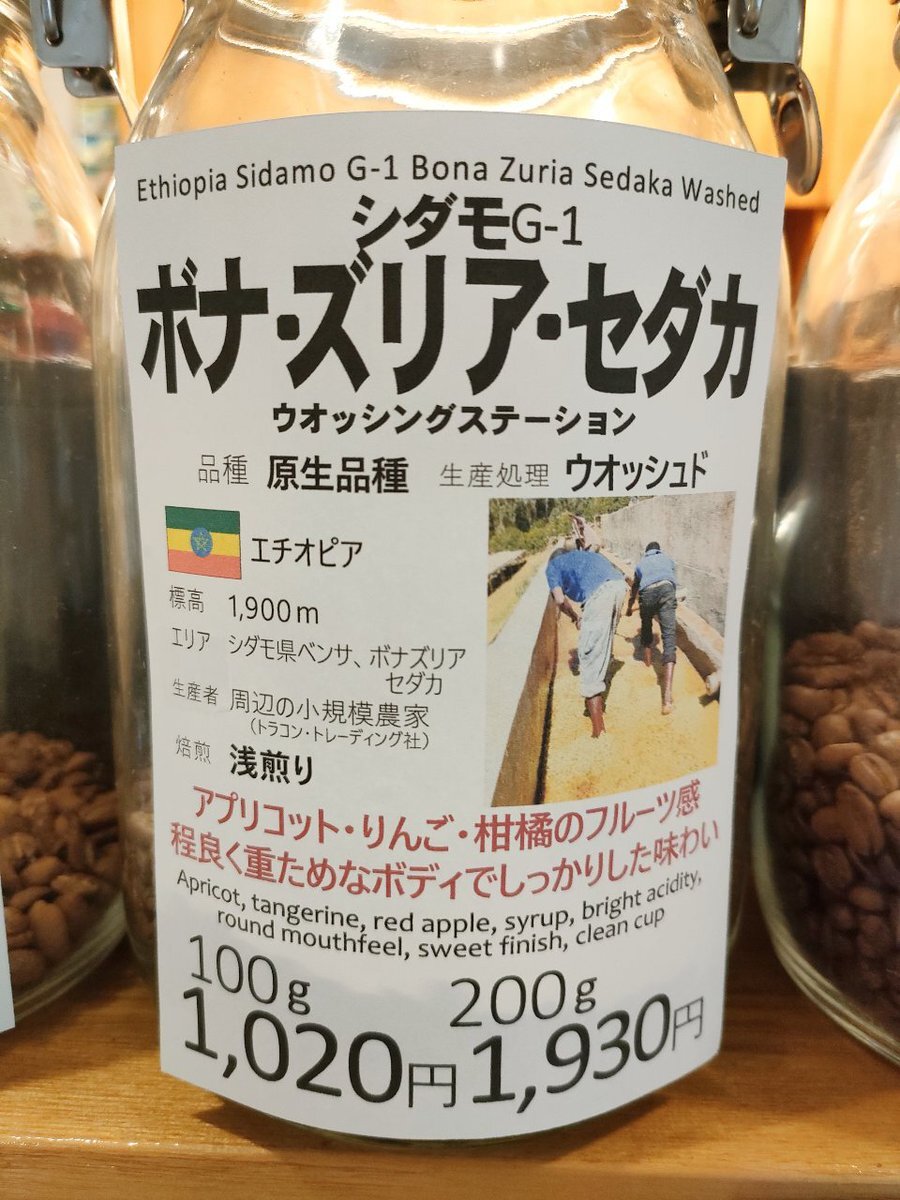 Ethiopia Sidamo G-1 Bona Zuria Sedaka Washed
シダモG-1
ボナ・ズリア・セダカ
ウオッシングステーション
品種 原生品種 生産処理 ウオッシュド
エチオピア
標高 1,900m
エリア シダモ県ベンサ、ボナズリア
セダカ
生産者 周辺の小規模農家
(トラコン・トレーディング社)
焙煎 浅煎り
アプリコット・りんご・柑橘のフルーツ感
程良く重ためなボディでしっかりした味わい
Apricot, tangerine, red apple, syrup, bright acidity,
round mouthfeel, sweet finish, clean cup
100g 200g
1,020円 1,930円